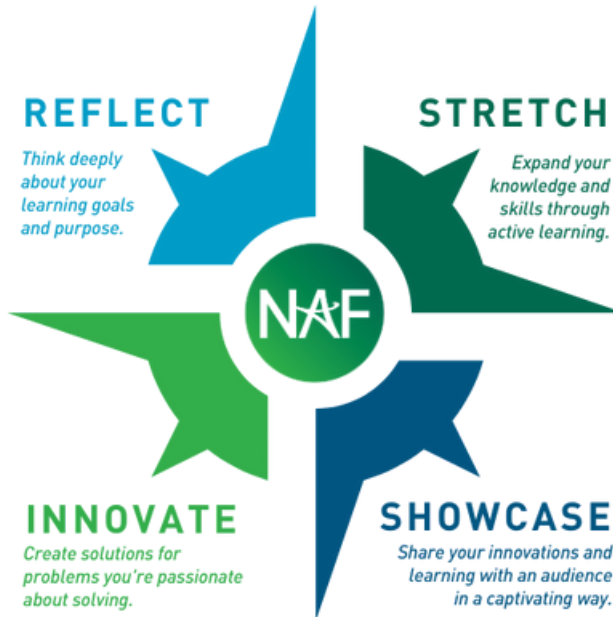 REFLECT
Think deeply
about your
learning goals
and purpose.
STRETCH
Expand your
knowledge and
skills through
active learning.
NAF
INNOVATE
Create solutions for
problems you're passionate
about solving.
SHOWCASE
Share your innovations and
learning with an audience
in a captivating way.